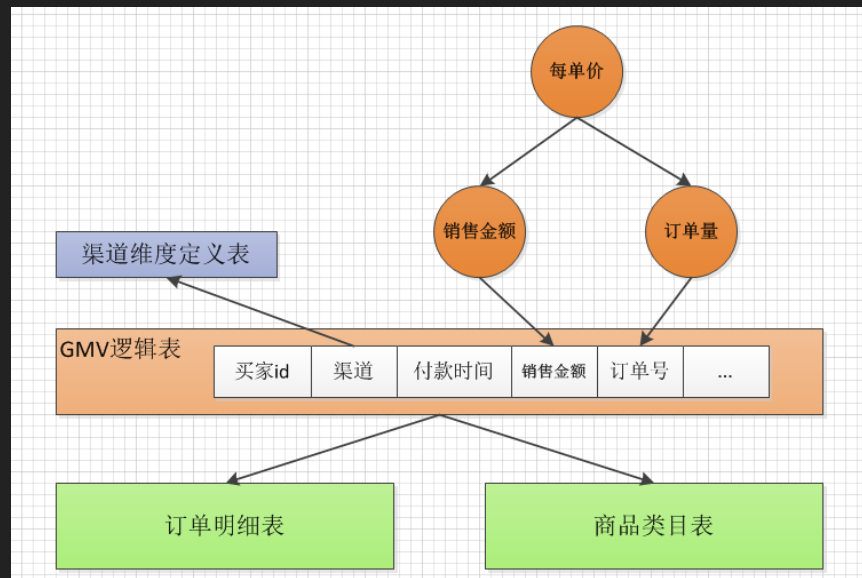 每单价
销售金额
订单量
渠道维度定义表
GMV逻辑表
买家id
渠道
付款时间
销售金额
订单号
...
订单明细表
商品类目表